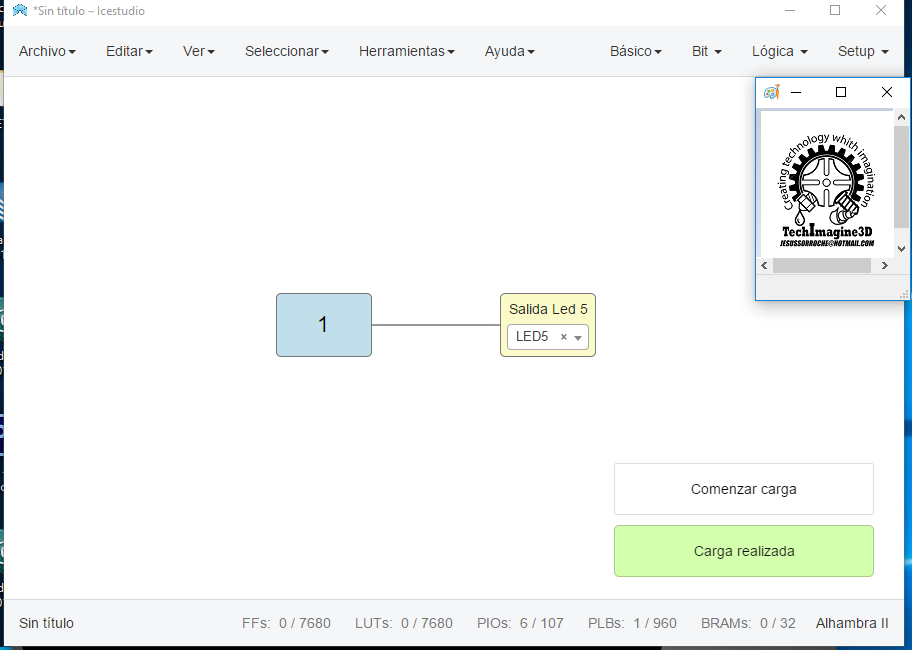 *Sin título – Icestudio
Archivo Editar Ver Seleccionar Herramientas Ayuda Básico Bit Lógica Setup
Creating technology whith imagination
TechImagine3D
JESUSSORROCHE@HOTMAIL.COM
1
Salida Led 5
LED5 ×
Comenzar carga
Carga realizada
Sin título FFs: 0 / 7680 LUTs: 0 / 7680 PIOs: 6 / 107 PLBs: 1 / 960 BRAMs: 0 / 32 Alhambra II